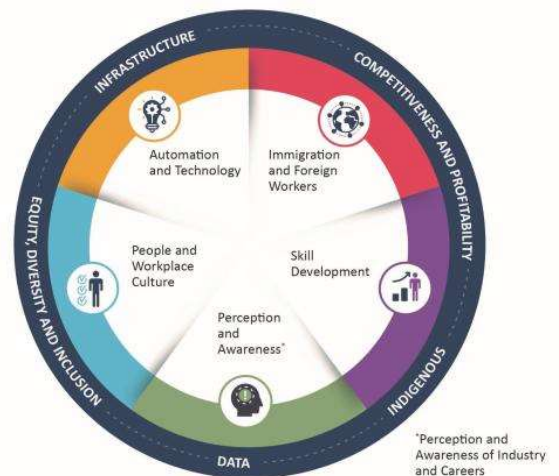 INFRASTRUCTURE
COMPETITIVENESS AND PROFITABILITY
Automation
and Technology
Immigration
and Foreign
Workers
EQUITY, DIVERSITY AND INCLUSION
People and
Workplace
Culture
Skill
Development
Perception
and
Awareness*
INDIGENOUS
DATA
*Perception and
Awareness of Industry
and Careers